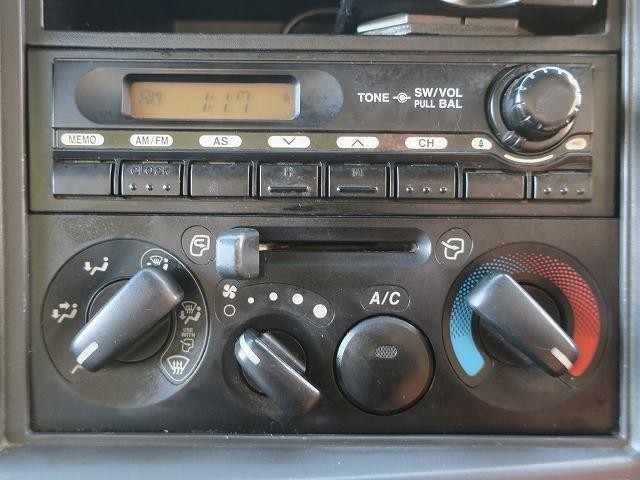 AM 1:17
TONE SW/VOL
PULL BAL
MEMO AM/FM AS CH
CLOCK H M
A/C
USE
WITH